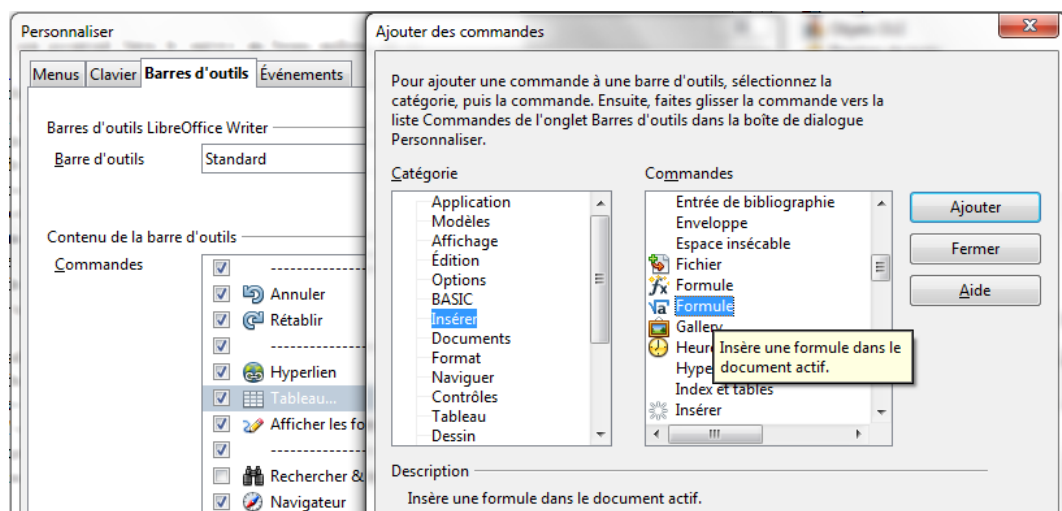 Personnaliser
Menus Clavier Barres d'outils Événements
Barres d'outils LibreOffice Writer
Barre d'outils Standard
Contenu de la barre d'outils
Commandes
------------
Annuler
Rétablir
------------
Hyperlien
Tableau...
Afficher les fo
------------
Rechercher &
Navigateur
Ajouter des commandes
Pour ajouter une commande à une barre d'outils, sélectionnez la
catégorie, puis la commande. Ensuite, faites glisser la commande vers la
liste Commandes de l'onglet Barres d'outils dans la boîte de dialogue
Personnaliser.
Catégorie
Application
Modèles
Affichage
Édition
Options
BASIC
Insérer
Documents
Format
Naviguer
Contrôles
Tableau
Dessin
Commandes
Entrée de bibliographie
Enveloppe
Espace insécable
Fichier
Formule
Formule
Gallery
Heur
Hype
Index et tables
Insérer
Insère une formule dans le
document actif.
Ajouter
Fermer
Aide
Description
Insère une formule dans le document actif.